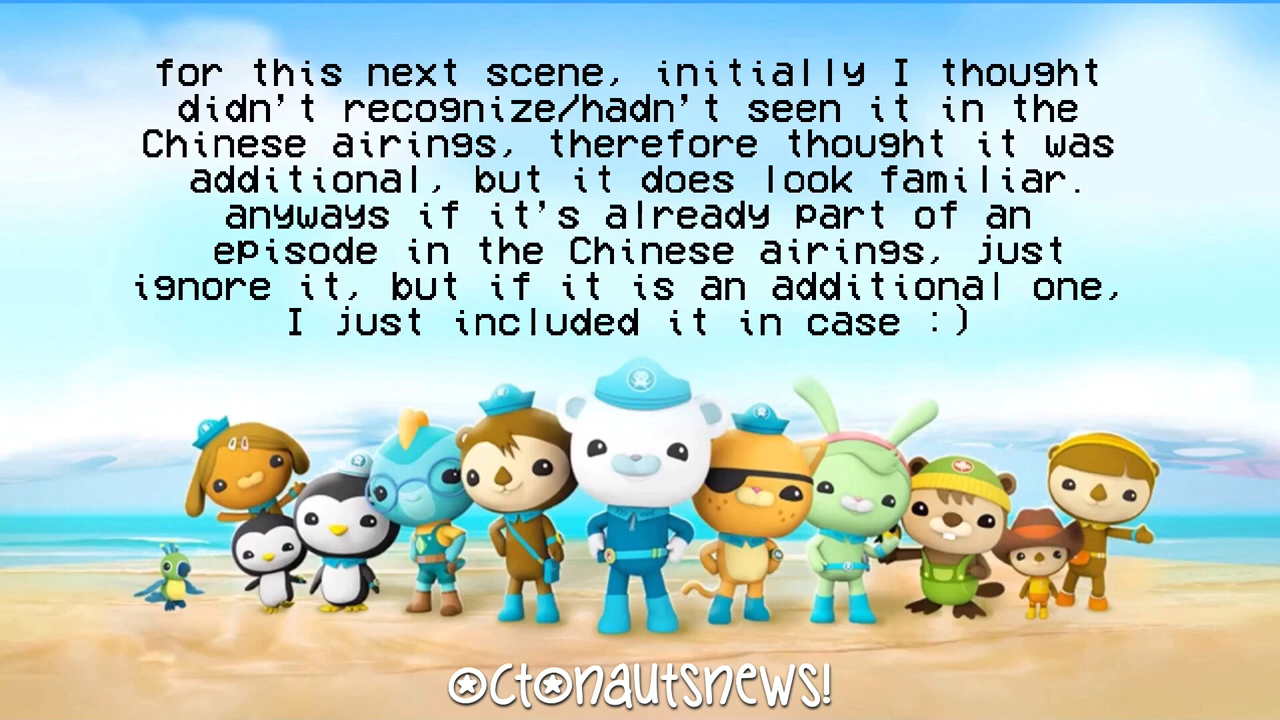 for this next scene, initially I thought
didn't recognize/hadn't seen it in the
Chinese airings, therefore thought it was
additional, but it does look familiar.
anyways if it's already part of an
episode in the Chinese airings, just
ignore it, but if it is an additional one,
I just included it in case :)
octonautsnews!